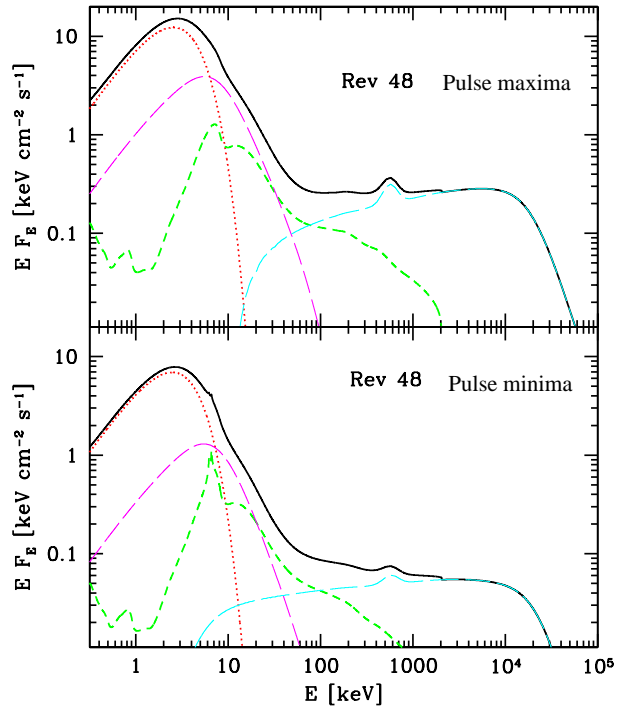 10
1
0.1
E F_E [keV cm⁻² s⁻¹]
Rev 48 Pulse maxima
10
1
0.1
E F_E [keV cm⁻² s⁻¹]
Rev 48 Pulse minima
1 10 100 1000 10⁴ 10⁵
E [keV]